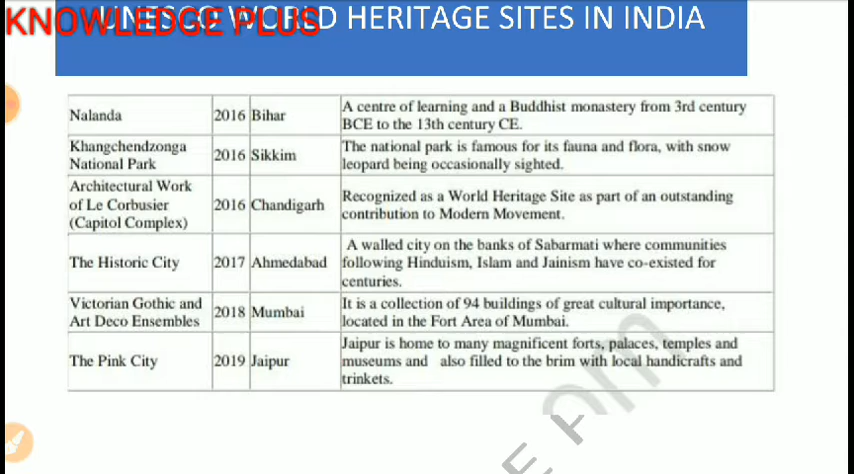 UNESCO WORLD HERITAGE SITES IN INDIA
KNOWLEDGE PLUS
Nalanda 2016 Bihar A centre of learning and a Buddhist monastery from 3rd century
BCE to the 13th century CE.
Khangchendzonga
National Park 2016 Sikkim The national park is famous for its fauna and flora, with snow
leopard being occasionally sighted.
Architectural Work
of Le Corbusier
(Capitol Complex) 2016 Chandigarh Recognized as a World Heritage Site as part of an outstanding
contribution to Modern Movement.
The Historic City 2017 Ahmedabad A walled city on the banks of Sabarmati where communities
following Hinduism, Islam and Jainism have co-existed for
centuries.
Victorian Gothic and
Art Deco Ensembles 2018 Mumbai It is a collection of 94 buildings of great cultural importance,
located in the Fort Area of Mumbai.
The Pink City 2019 Jaipur Jaipur is home to many magnificent forts, palaces, temples and
museums and also filled to the brim with local handicrafts and
trinkets.